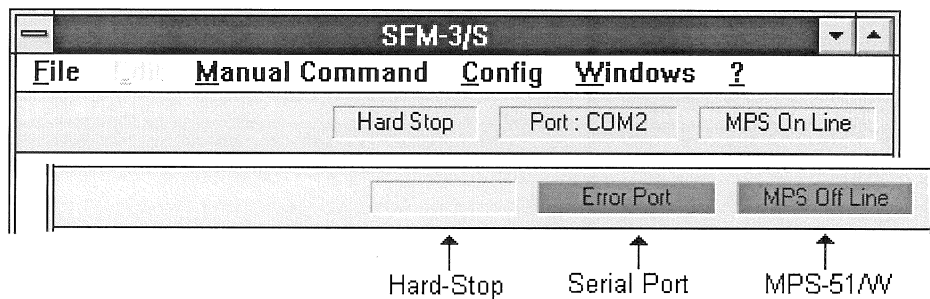 SFM-3/S
File Edit Manual Command Config Windows ?
Hard Stop Port : COM2 MPS On Line
Error Port MPS Off Line
Hard-Stop Serial Port MPS-51/W